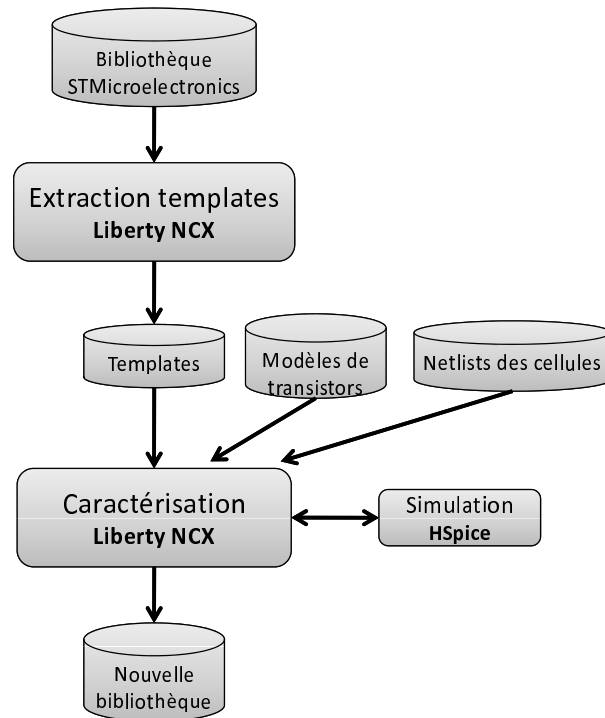 Bibliothèque
STMicroelectronics
Extraction templates
Liberty NCX
Templates
Modèles de
transistors
Netlists des cellules
Caractérisation
Liberty NCX
Simulation
HSpice
Nouvelle
bibliothèque